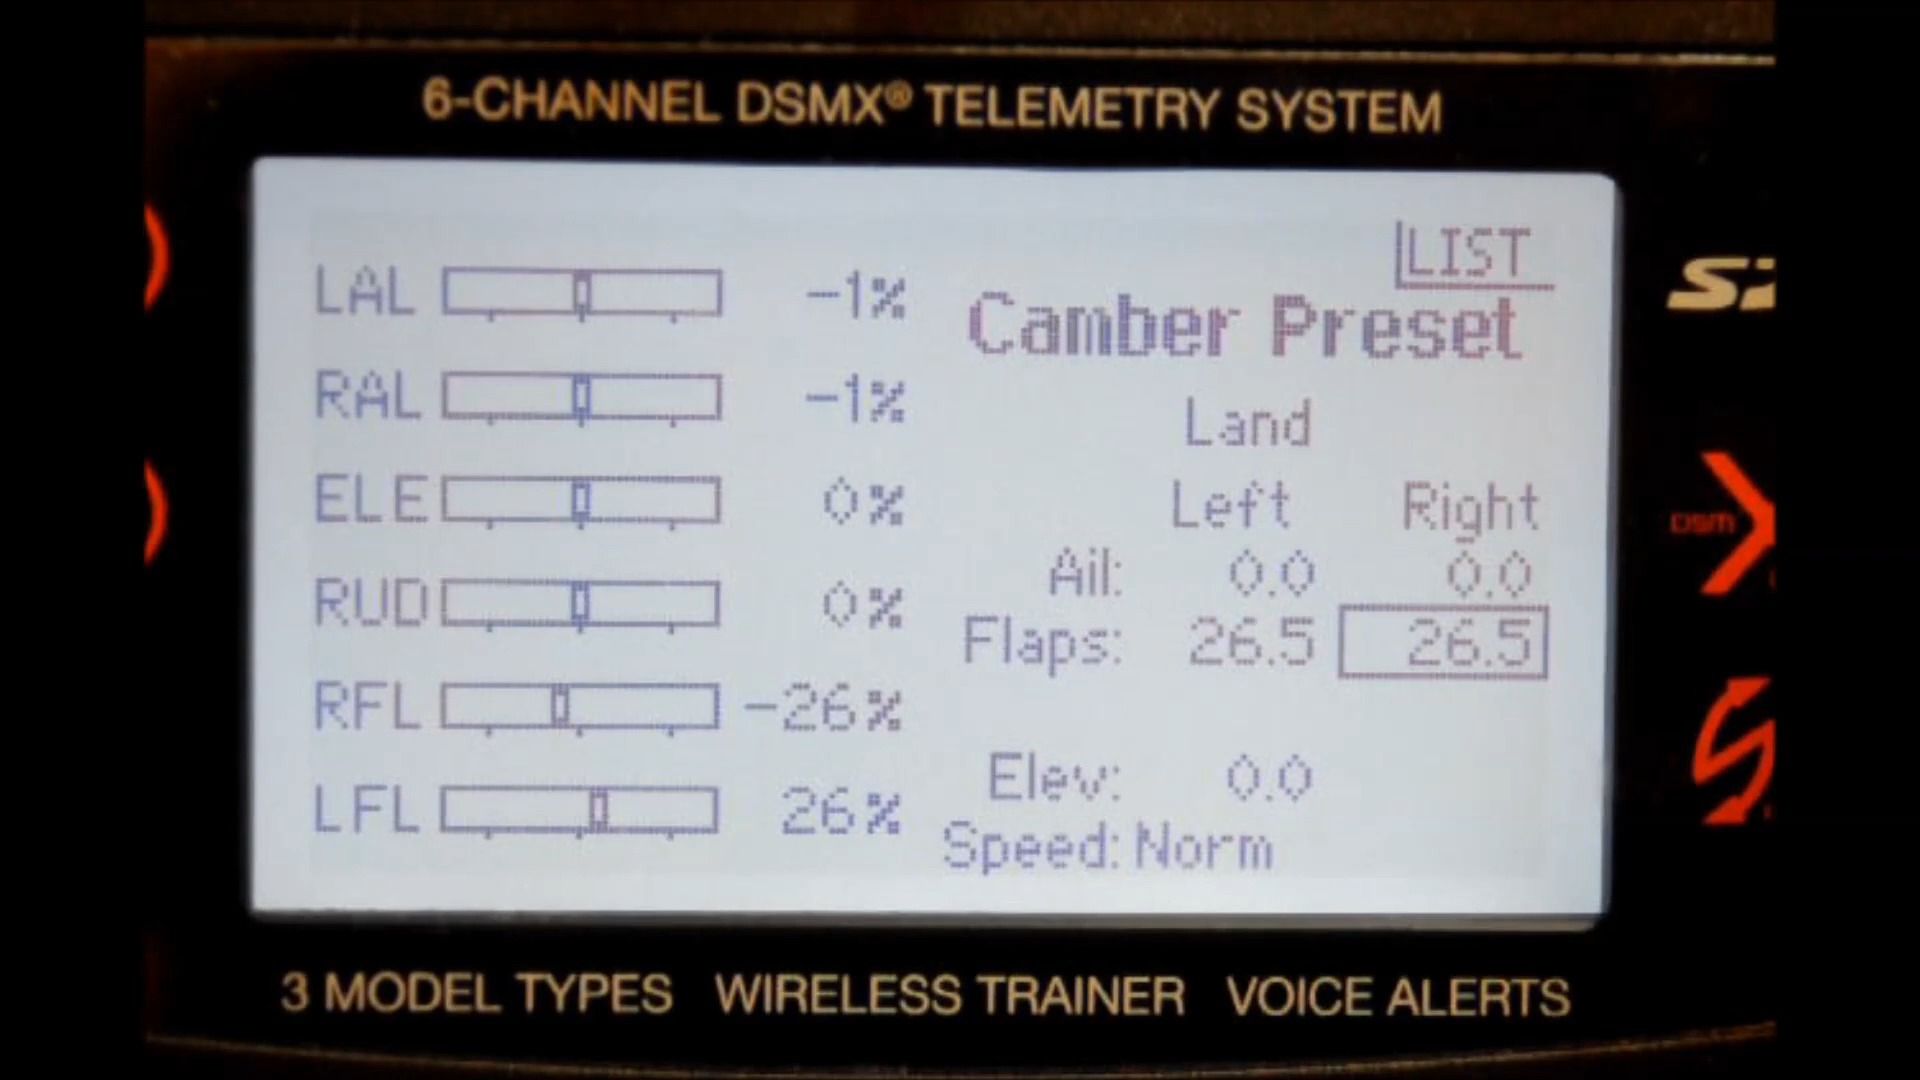 6-CHANNEL DSMX® TELEMETRY SYSTEM
LIST
Camber Preset
Land
Left Right
Ail: 0.0 0.0
Flaps: 26.5 26.5
Elev: 0.0
Speed: Norm
LAL -1%
RAL -1%
ELE 0%
RUD 0%
RFL -26%
LFL 26%
DSM
3 MODEL TYPES WIRELESS TRAINER VOICE ALERTS